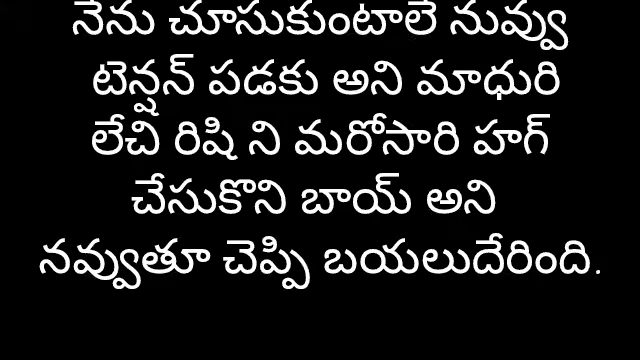 నేను చూసుకుంటాలే నువ్వు
టెన్షన్ పడకు అని మాధురి
లేచి రిషి ని మరోసారి హగ్
చేసుకొని బాయ్ అని
నవ్వుతూ చెప్పి బయలుదేరింది.